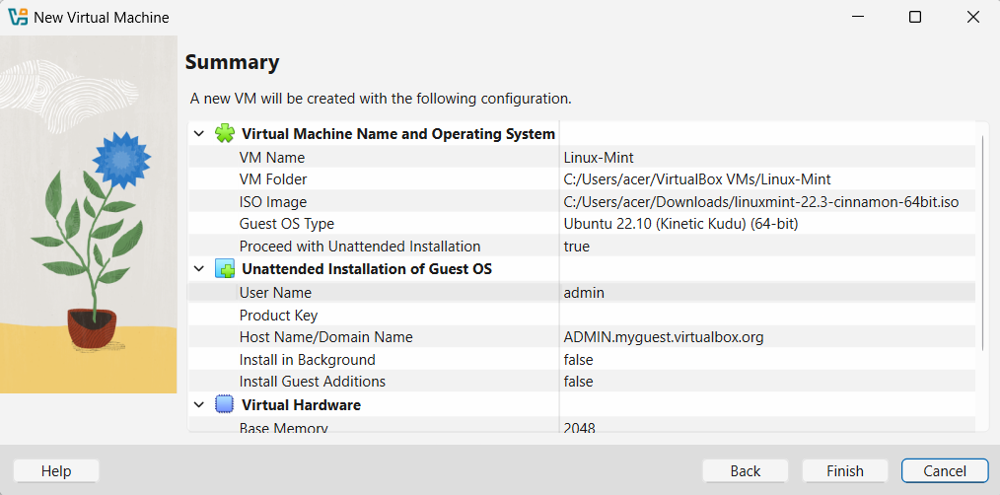 New Virtual Machine
Summary
A new VM will be created with the following configuration.
Virtual Machine Name and Operating System
VM Name Linux-Mint
VM Folder C:/Users/acer/VirtualBox VMs/Linux-Mint
ISO Image C:/Users/acer/Downloads/linuxmint-22.3-cinnamon-64bit.iso
Guest OS Type Ubuntu 22.10 (Kinetic Kudu) (64-bit)
Proceed with Unattended Installation true
Unattended Installation of Guest OS
User Name admin
Product Key
Host Name/Domain Name ADMIN.myguest.virtualbox.org
Install in Background false
Install Guest Additions false
Virtual Hardware
Base Memory 2048
Help Back Finish Cancel